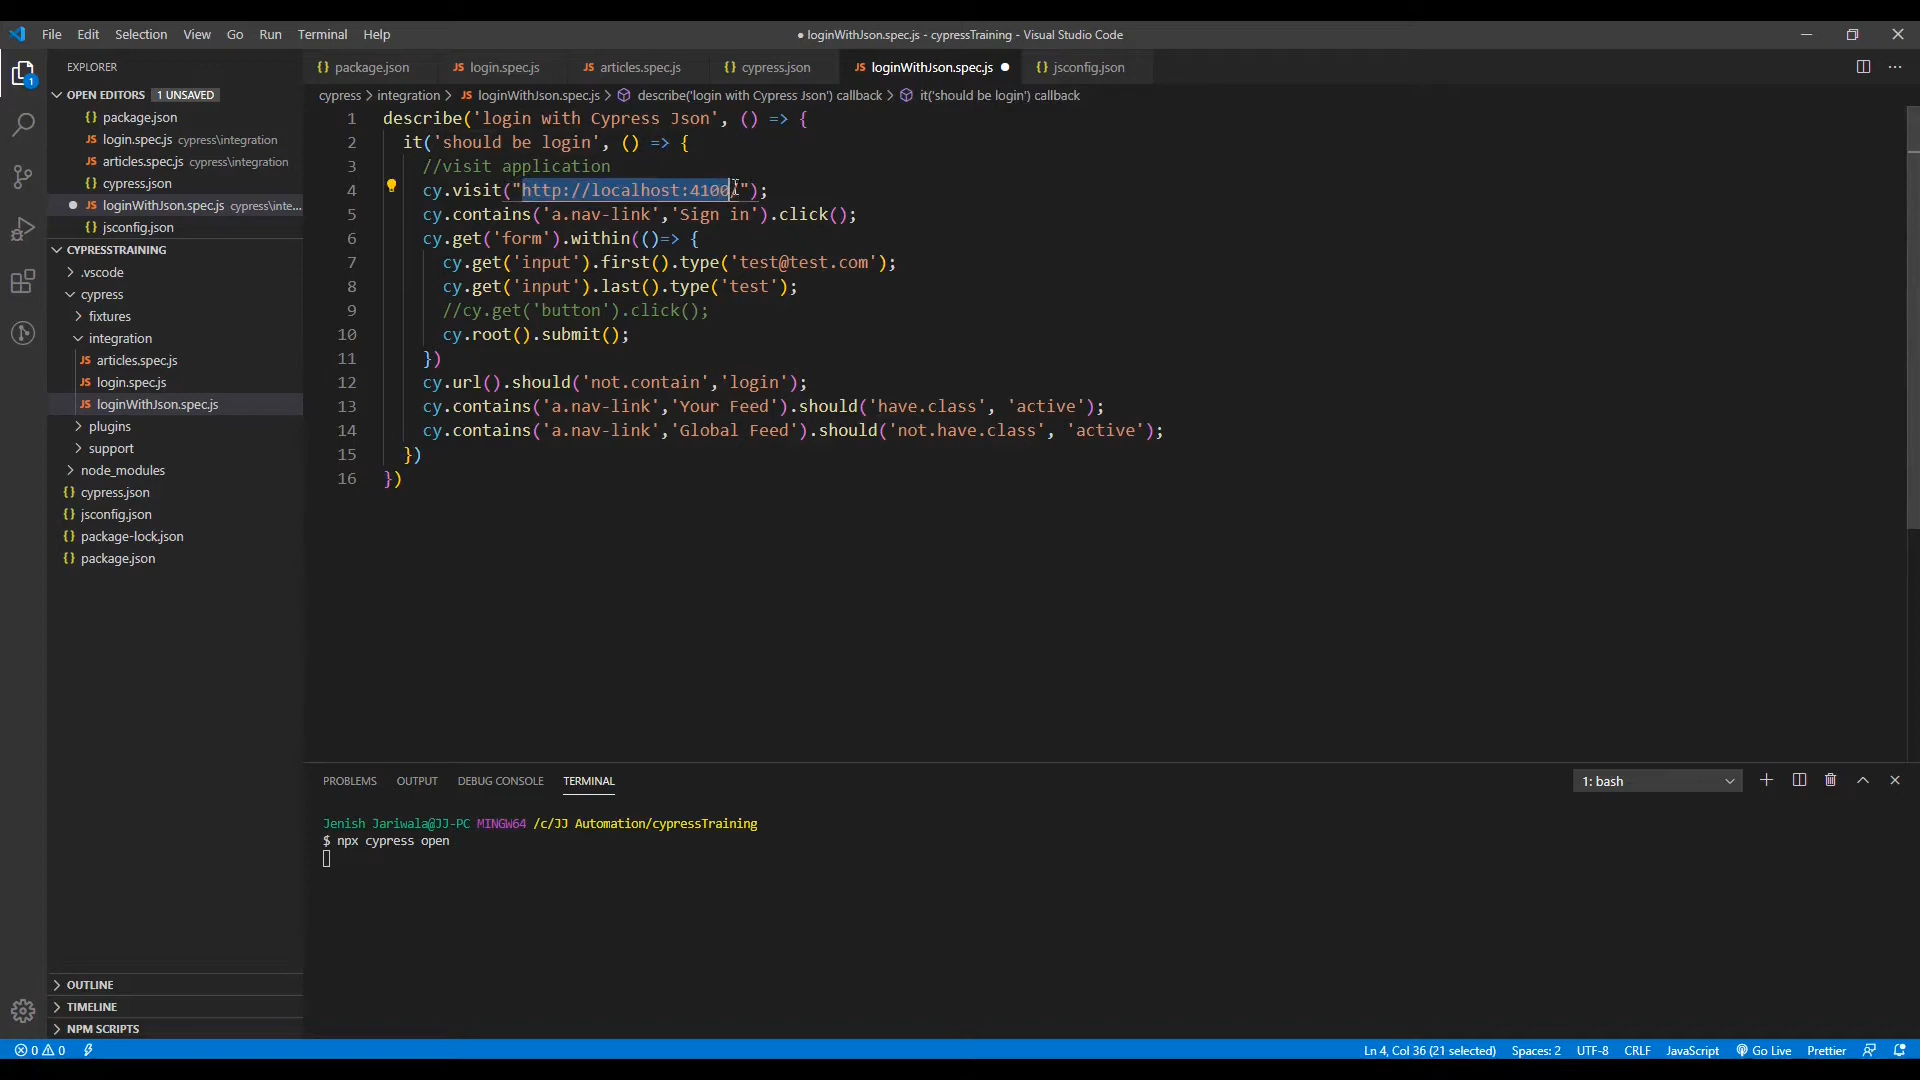 File Edit Selection View Go Run Terminal Help
● loginWithJson.spec.js - cypressTraining - Visual Studio Code
EXPLORER
1
OPEN EDITORS 1 UNSAVED
{} package.json
JS login.spec.js cypress\integration
JS articles.spec.js cypress\integration
{} cypress.json
● JS loginWithJson.spec.js cypress\inte...
{} jsconfig.json
CYPRESSTRAINING
.vscode
cypress
fixtures
integration
JS articles.spec.js
JS login.spec.js
JS loginWithJson.spec.js
plugins
support
node_modules
{} cypress.json
{} jsconfig.json
{} package-lock.json
{} package.json
OUTLINE
TIMELINE
NPM SCRIPTS
{} package.json JS login.spec.js JS articles.spec.js {} cypress.json JS loginWithJson.spec.js ● {} jsconfig.json
cypress > integration > JS loginWithJson.spec.js > describe('login with Cypress Json') callback > it('should be login') callback
1 describe('login with Cypress Json', () => {
2 it('should be login', () => {
3 //visit application
4 cy.visit("http://localhost:4100/");
5 cy.contains('a.nav-link','Sign in').click();
6 cy.get('form').within(()=> {
7 cy.get('input').first().type('test@test.com');
8 cy.get('input').last().type('test');
9 //cy.get('button').click();
10 cy.root().submit();
11 })
12 cy.url().should('not.contain','login');
13 cy.contains('a.nav-link','Your Feed').should('have.class', 'active');
14 cy.contains('a.nav-link','Global Feed').should('not.have.class', 'active');
15 })
16 })
PROBLEMS OUTPUT DEBUG CONSOLE TERMINAL
1: bash
Jenish Jariwala@JJ-PC MINGW64 /c/JJ Automation/cypressTraining
$ npx cypress open
0 0
Ln 4, Col 36 (21 selected) Spaces: 2 UTF-8 CRLF JavaScript Go Live Prettier